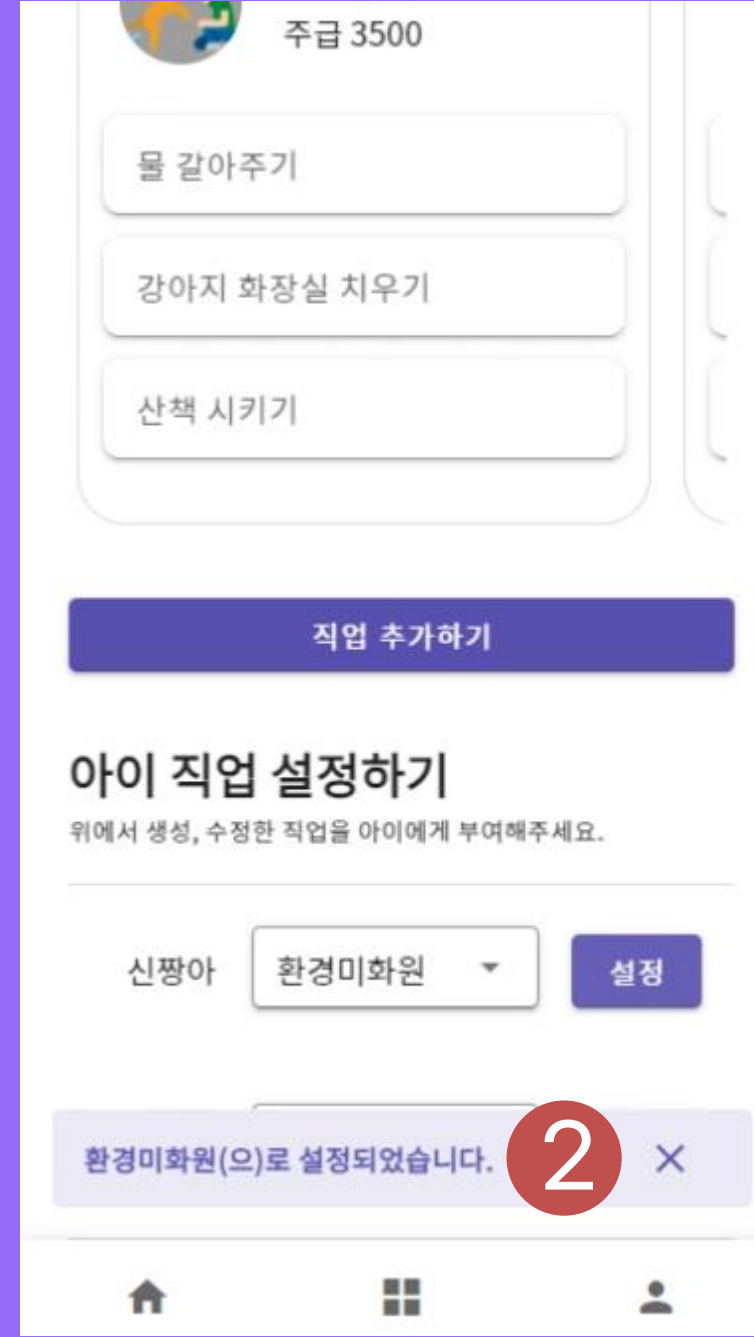 주급 3500
물 갈아주기
강아지 화장실 치우기
산책 시키기
직업 추가하기
아이 직업 설정하기
위에서 생성, 수정한 직업을 아이에게 부여해주세요.
신짱아 환경미화원 설정
환경미화원(으)로 설정되었습니다. 2